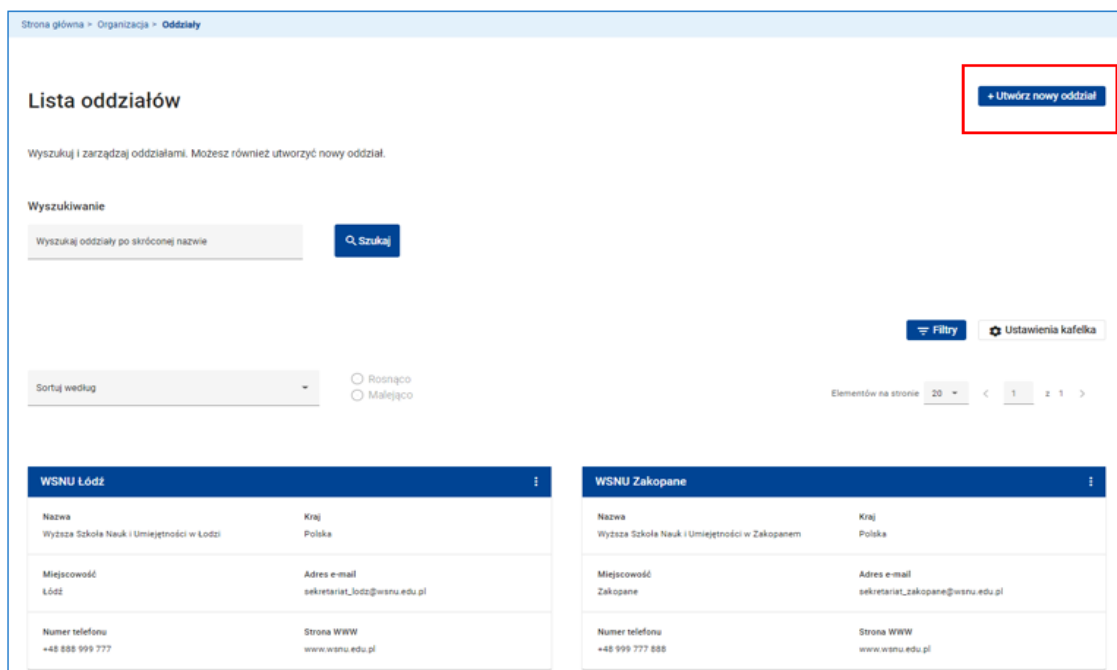 Strona główna > Organizacja > Oddziały
Lista oddziałów
+ Utwórz nowy oddział
Wyszukuj i zarządzaj oddziałami. Możesz również utworzyć nowy oddział.
Wyszukiwanie
Wyszukaj oddziały po skróconej nazwie
Szukaj
Filtry
Ustawienia kafelka
Sortuj według
Rosnąco
Malejąco
Elementów na stronie 20 < 1 z 1 >
WSNU Łódź
Nazwa Kraj
Wyższa Szkoła Nauk i Umiejętności w Łodzi Polska
Miejscowość Adres e-mail
Łódź sekretariat_lodz@wsnu.edu.pl
Numer telefonu Strona WWW
+48 888 999 777 www.wsnu.edu.pl
WSNU Zakopane
Nazwa Kraj
Wyższa Szkoła Nauk i Umiejętności w Zakopanem Polska
Miejscowość Adres e-mail
Zakopane sekretariat_zakopane@wsnu.edu.pl
Numer telefonu Strona WWW
+48 999 777 888 www.wsnu.edu.pl